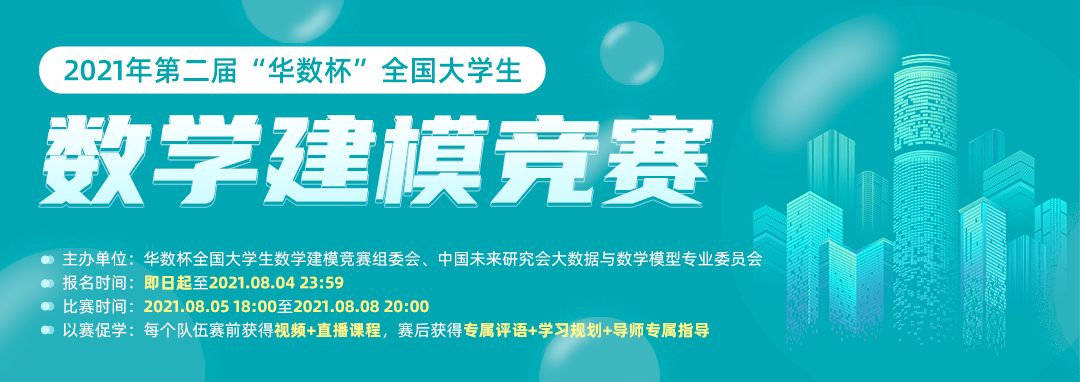 2021年第二届“华数杯”全国大学生
数学建模竞赛
主办单位：华数杯全国大学生数学建模竞赛组委会、中国未来研究会大数据与数学模型专业委员会
报名时间：即日起至2021.08.04 23:59
比赛时间：2021.08.05 18:00至2021.08.08 20:00
以赛促学：每个队伍赛前获得视频+直播课程，赛后获得专属评语+学习规划+导师专属指导